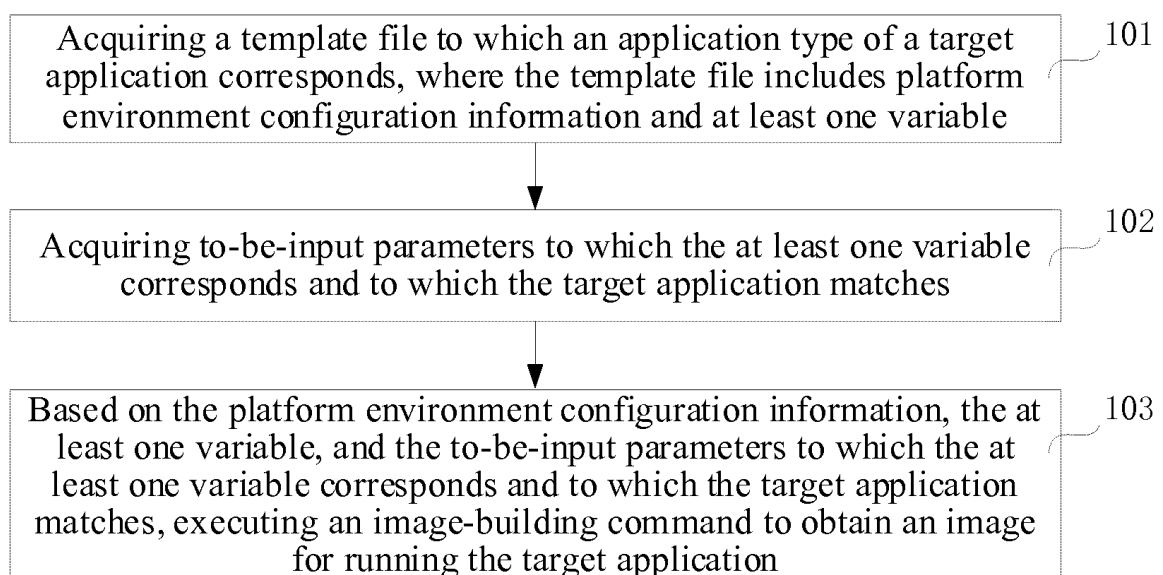 Acquiring a template file to which an application type of a target
application corresponds, where the template file includes platform
environment configuration information and at least one variable
101
Acquiring to-be-input parameters to which the at least one variable
corresponds and to which the target application matches
102
Based on the platform environment configuration information, the at
least one variable, and the to-be-input parameters to which the at
least one variable corresponds and to which the target application
matches, executing an image-building command to obtain an image
for running the target application
103